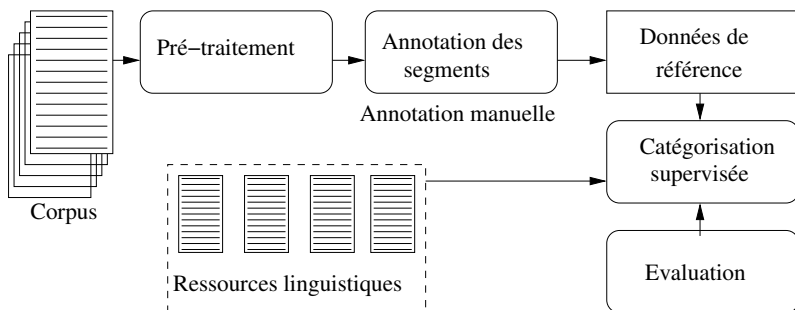 Pré-traitement
Annotation des
segments
Données de
référence
Annotation manuelle
Corpus
Catégorisation
supervisée
Ressources linguistiques
Evaluation